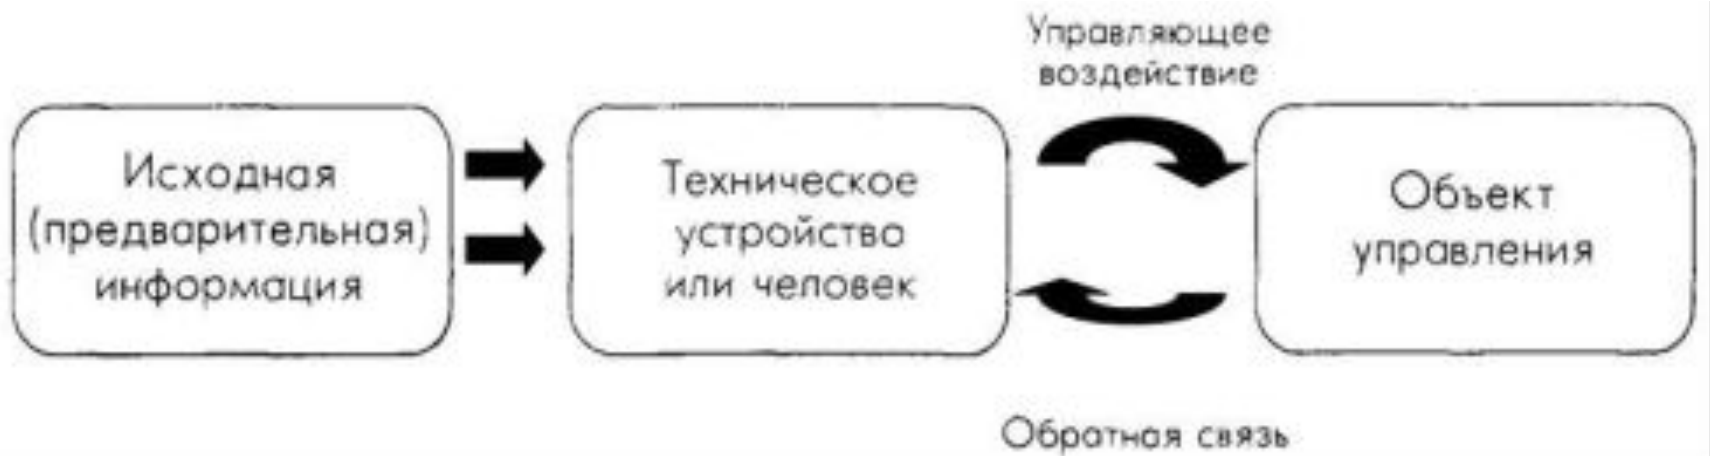 Управляющее
воздействие
Исходная
(предварительная)
информация
Техническое
устройство
или человек
Объект
управления
Обратная связь